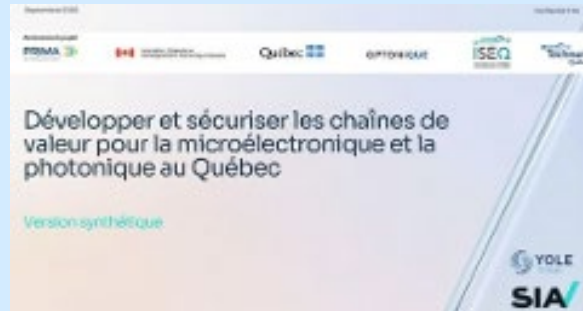 PRIMA
Québec
OPTONIQUE
ISEQ
Développer et sécuriser les chaînes de
valeur pour la microélectronique et la
photonique au Québec
Version synthétique
YOLE
SIA